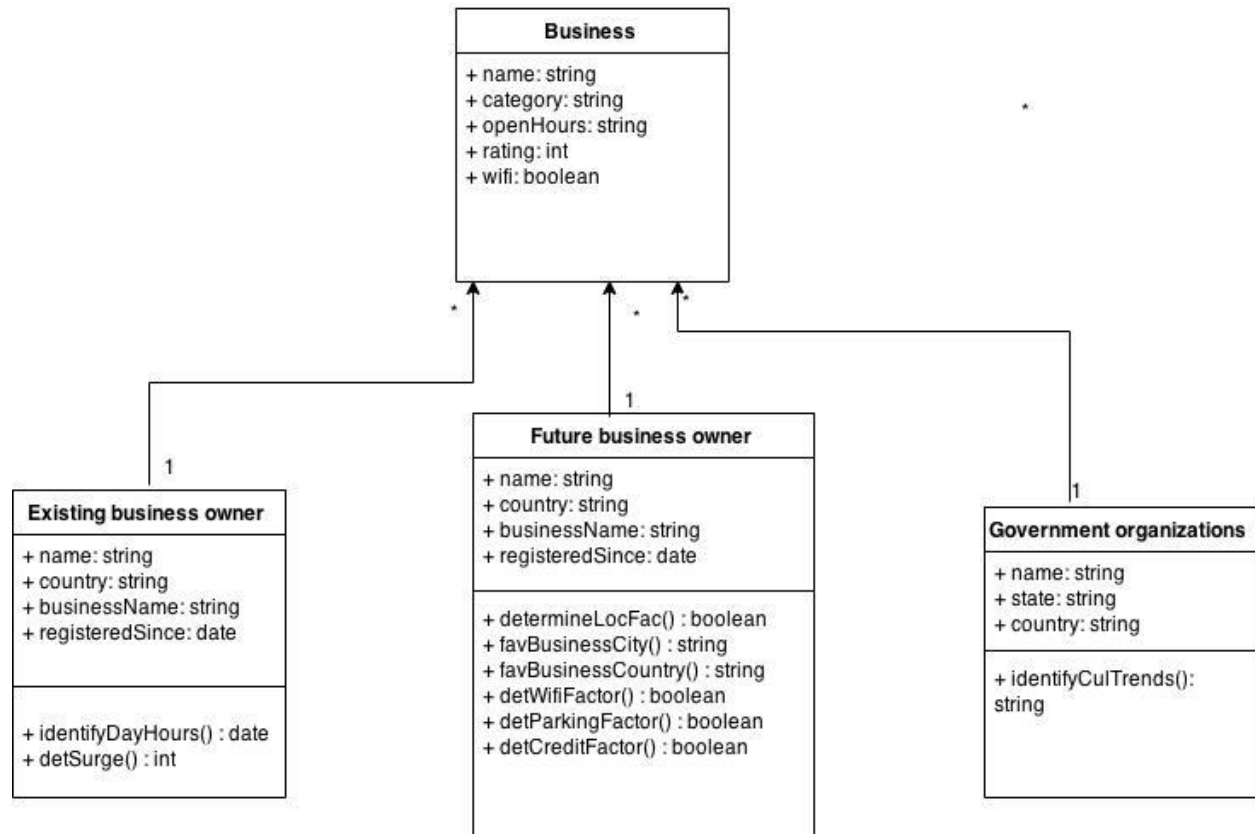 Business
+ name: string
+ category: string
+ openHours: string
+ rating: int
+ wifi: boolean
*
*
*
*
1
1
1
Existing business owner
+ name: string
+ country: string
+ businessName: string
+ registeredSince: date
+ identifyDayHours() : date
+ detSurge() : int
Future business owner
+ name: string
+ country: string
+ businessName: string
+ registeredSince: date
+ determineLocFac() : boolean
+ favBusinessCity() : string
+ favBusinessCountry() : string
+ detWifiFactor() : boolean
+ detParkingFactor() : boolean
+ detCreditFactor() : boolean
Government organizations
+ name: string
+ state: string
+ country: string
+ identifyCulTrends():
string